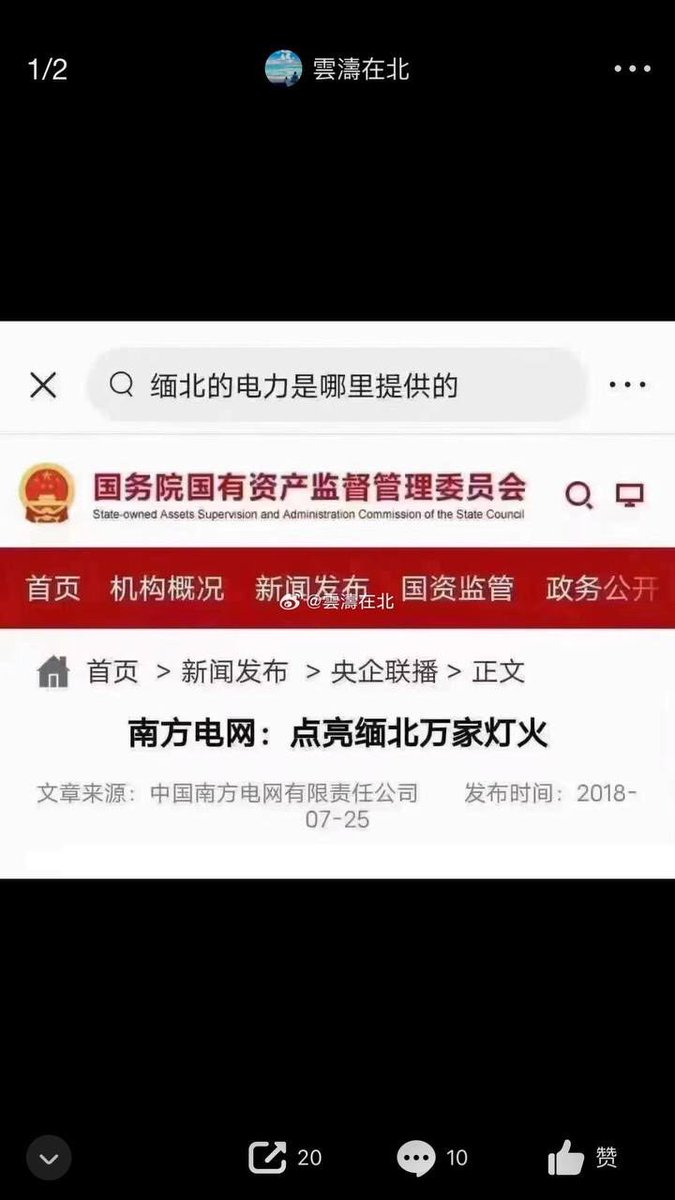 1/2
雲濤在北
缅北的电力是哪里提供的
国务院国有资产监督管理委员会
State-owned Assets Supervision and Administration Commission of the State Council
首页 机构概况 新闻发布 国资监管 政务公开
@雲濤在北
首页 > 新闻发布 > 央企联播 > 正文
南方电网：点亮缅北万家灯火
文章来源：中国南方电网有限责任公司 发布时间：2018-
07-25
20 10 赞